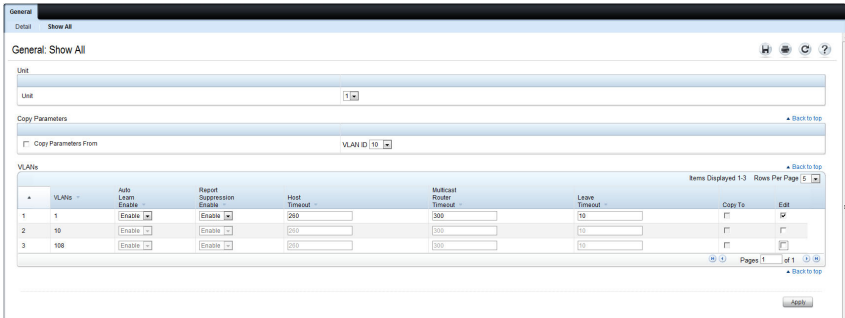 General
Detail Show All
General: Show All
Unit
Unit 1
Copy Parameters Back to top
Copy Parameters From VLAN ID 10
VLANs Back to top
Items Displayed 1-3 Rows Per Page 5
VLANs Auto Learn Enable Report Suppression Enable Host Timeout Multicast Router Timeout Leave Timeout Copy To Edit
1 1 Enable Enable 260 300 10
2 10 Enable Enable 260 300 10
3 108 Enable Enable 260 300 10
Pages 1 of 1
Back to top
Apply